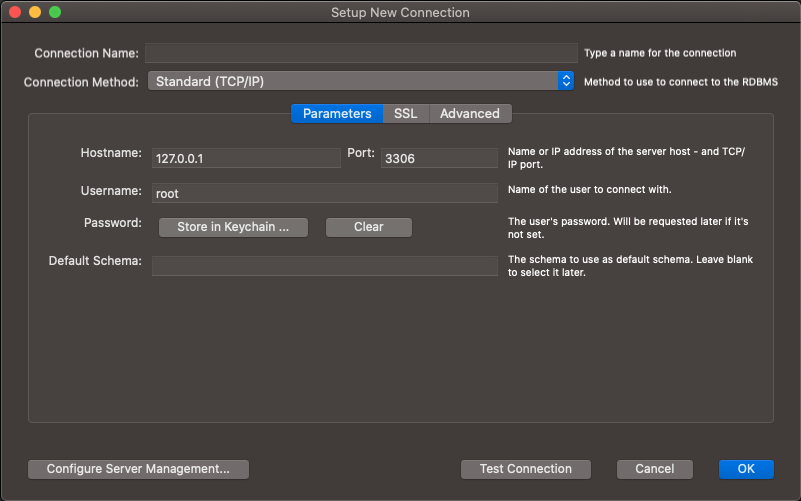 Setup New Connection
Connection Name:
Type a name for the connection
Connection Method:
Standard (TCP/IP)
Method to use to connect to the RDBMS
Parameters
SSL
Advanced
Hostname:
127.0.0.1
Port:
3306
Name or IP address of the server host - and TCP/
IP port.
Username:
root
Name of the user to connect with.
Password:
Store in Keychain ...
Clear
The user's password. Will be requested later if it's
not set.
Default Schema:
The schema to use as default schema. Leave blank
to select it later.
Configure Server Management...
Test Connection
Cancel
OK